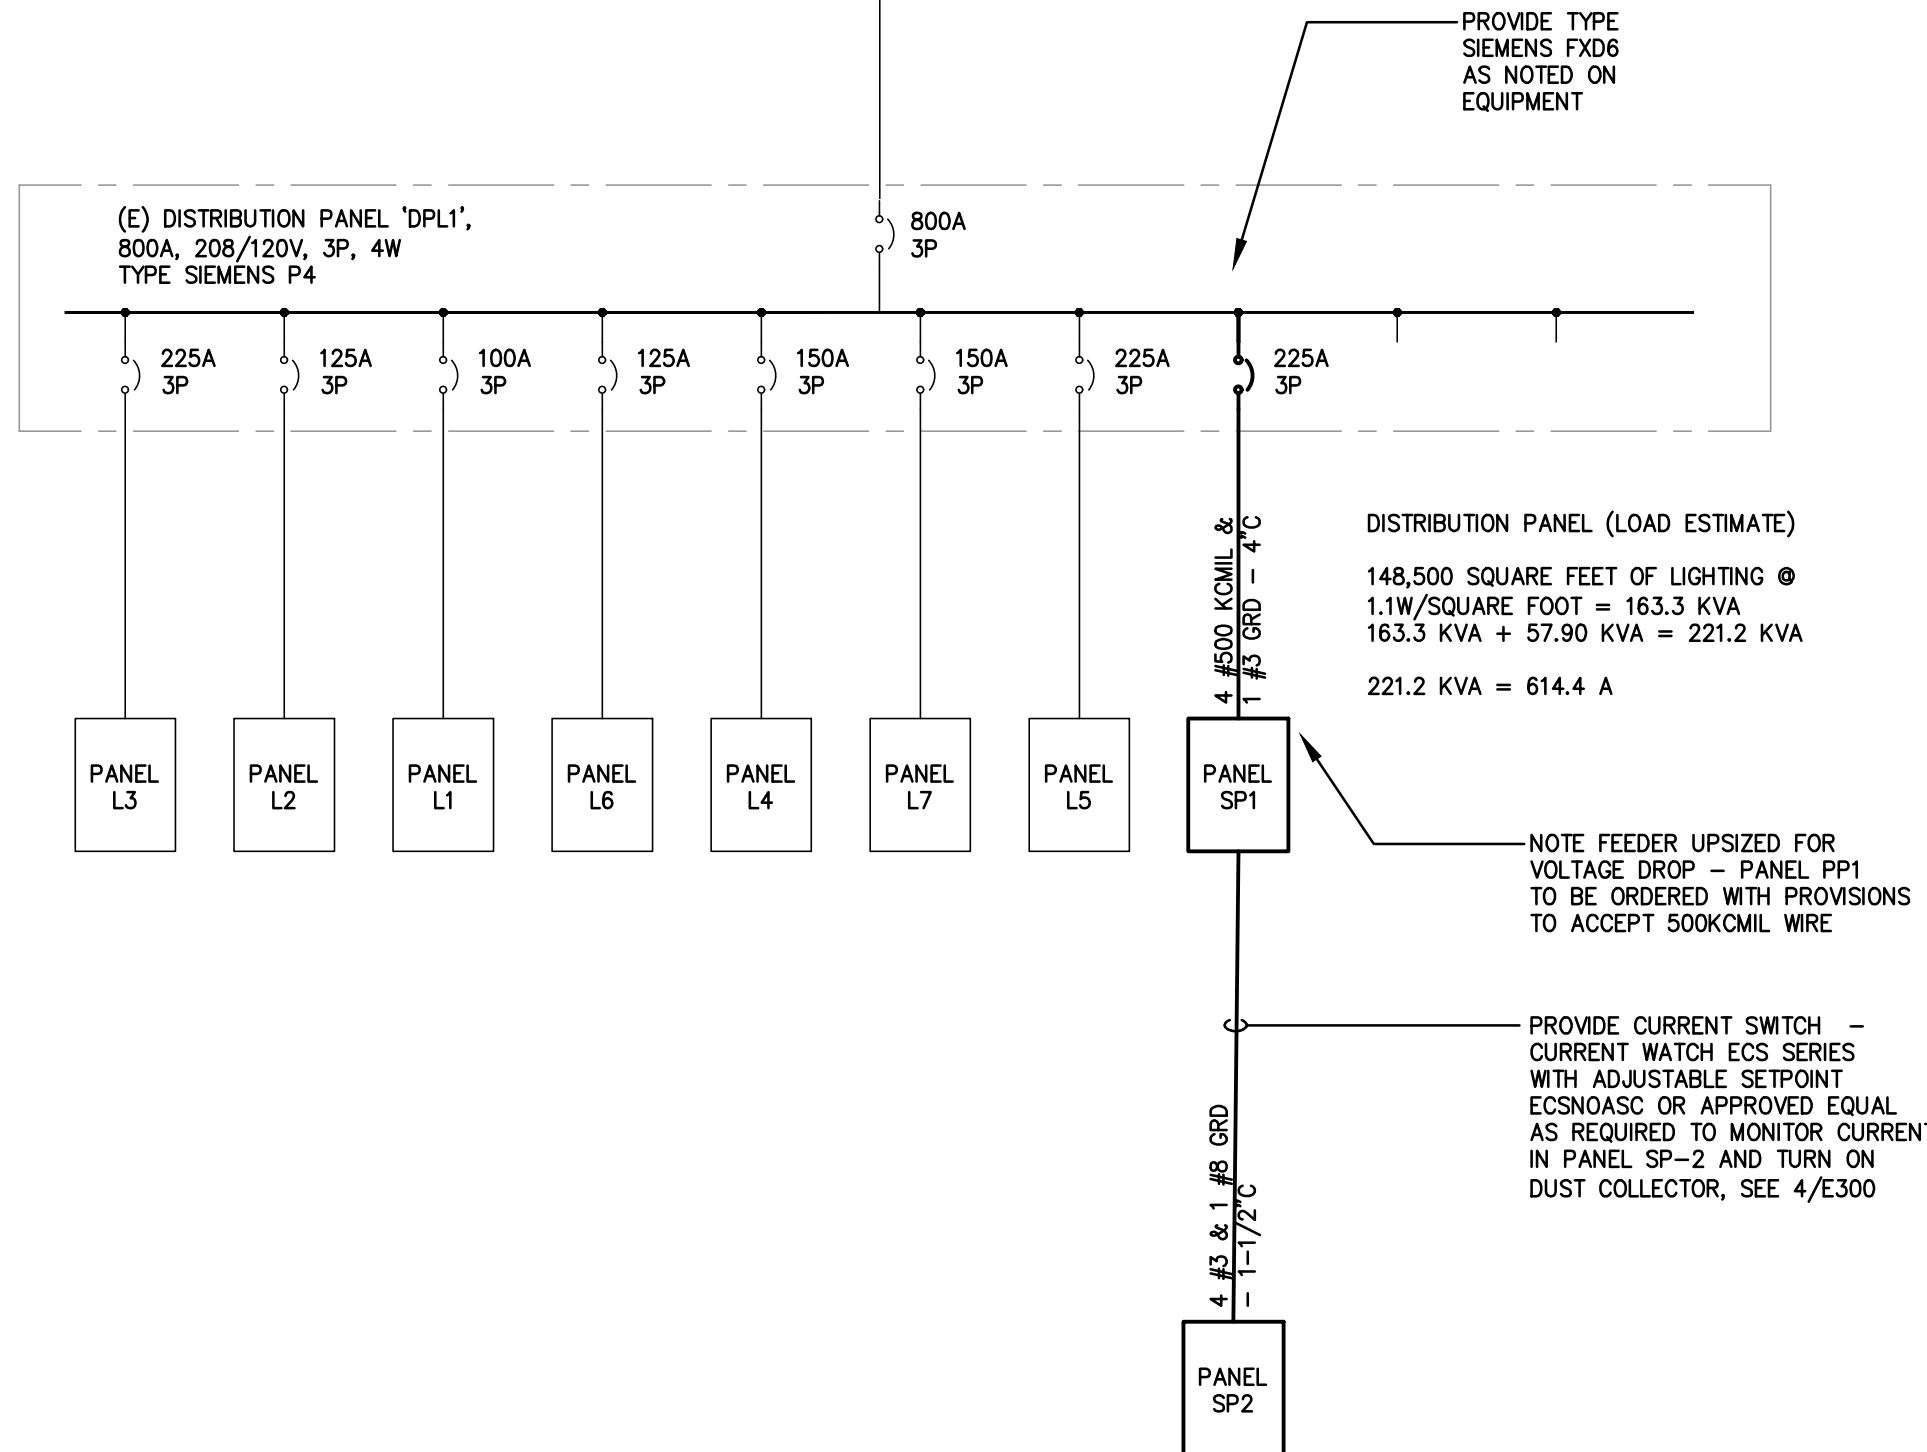 PROVIDE TYPE
SIEMENS FXD6
AS NOTED ON
EQUIPMENT
(E) DISTRIBUTION PANEL 'DPL1',
800A, 208/120V, 3P, 4W
TYPE SIEMENS P4
800A
3P
225A
3P
125A
3P
100A
3P
125A
3P
150A
3P
150A
3P
225A
3P
225A
3P
4 #500 KCMIL &
1 #3 GRD - 4"C
DISTRIBUTION PANEL (LOAD ESTIMATE)
148,500 SQUARE FEET OF LIGHTING @
1.1W/SQUARE FOOT = 163.3 KVA
163.3 KVA + 57.90 KVA = 221.2 KVA
221.2 KVA = 614.4 A
PANEL
L3
PANEL
L2
PANEL
L1
PANEL
L6
PANEL
L4
PANEL
L7
PANEL
L5
PANEL
SP1
NOTE FEEDER UPSIZED FOR
VOLTAGE DROP - PANEL PP1
TO BE ORDERED WITH PROVISIONS
TO ACCEPT 500KCMIL WIRE
PROVIDE CURRENT SWITCH -
CURRENT WATCH ECS SERIES
WITH ADJUSTABLE SETPOINT
ECSNOASC OR APPROVED EQUAL
AS REQUIRED TO MONITOR CURRENT
IN PANEL SP-2 AND TURN ON
DUST COLLECTOR, SEE 4/E300
4 #3 & 1 #8 GRD
- 1-1/2"C
PANEL
SP2